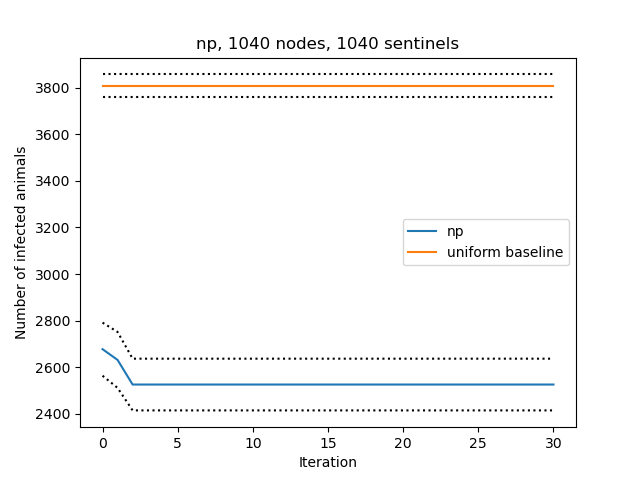 np, 1040 nodes, 1040 sentinels
Number of infected animals
3800
3600
3400
3200
3000
2800
2600
2400
np
uniform baseline
0 5 10 15 20 25 30
Iteration